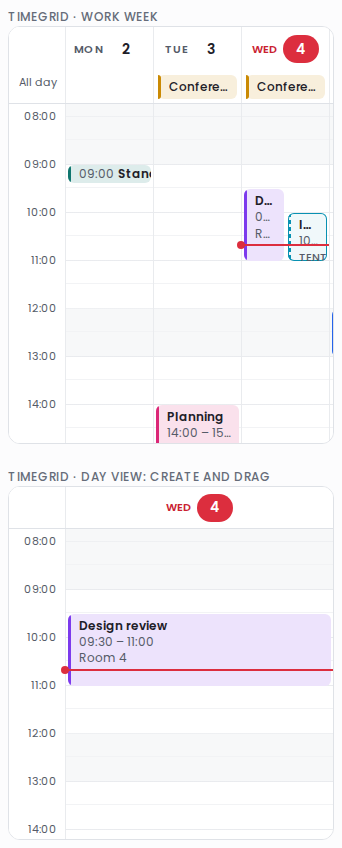 TIMEGRID · WORK WEEK
MON 2 TUE 3 WED 4
All day Confere… Confere…
08:00
09:00
09:00 Stand
D…
0…
R…
10:00
I…
10…
TENT
11:00
12:00
13:00
14:00
Planning
14:00 – 15…
TIMEGRID · DAY VIEW: CREATE AND DRAG
WED 4
08:00
09:00
Design review
09:30 – 11:00
Room 4
10:00
11:00
12:00
13:00
14:00